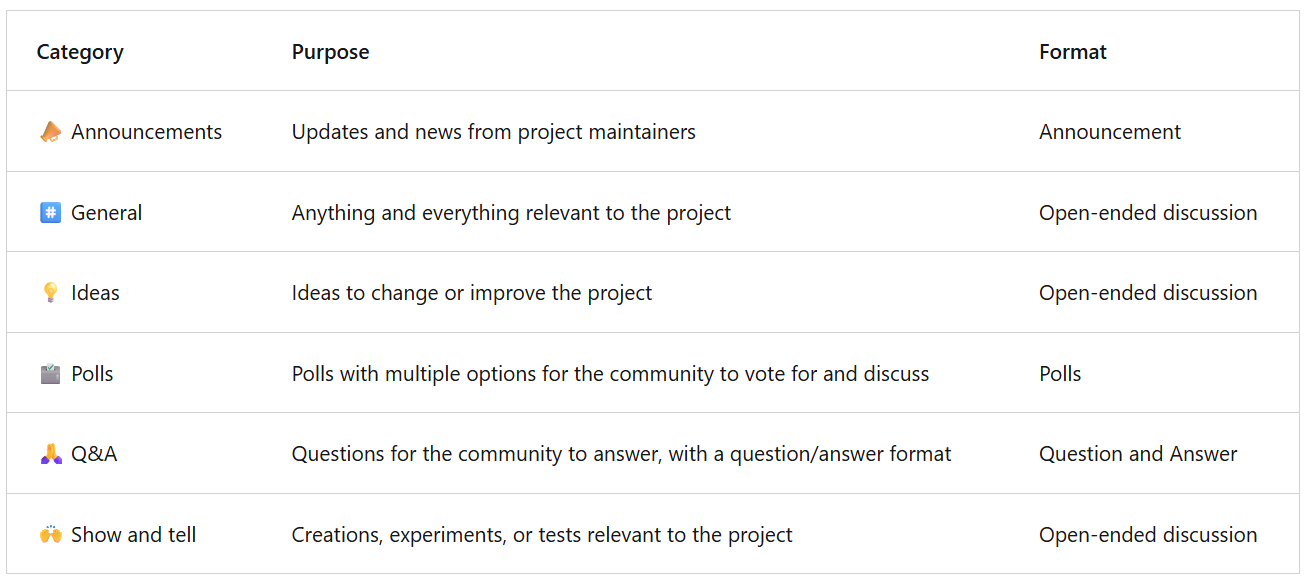 Category Purpose Format
📣 Announcements Updates and news from project maintainers Announcement
#️⃣ General Anything and everything relevant to the project Open-ended discussion
💡 Ideas Ideas to change or improve the project Open-ended discussion
🗳️ Polls Polls with multiple options for the community to vote for and discuss Polls
🙏 Q&A Questions for the community to answer, with a question/answer format Question and Answer
🙌 Show and tell Creations, experiments, or tests relevant to the project Open-ended discussion